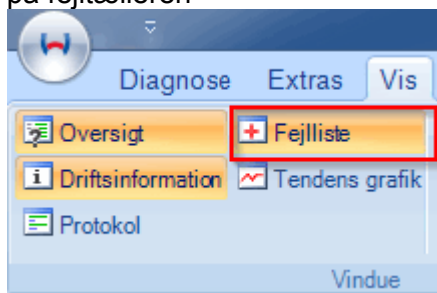 på fejltælleren
Diagnose Extras Vis
Oversigt Fejlliste
Driftsinformation Tendens grafik
Protokol
Vindue